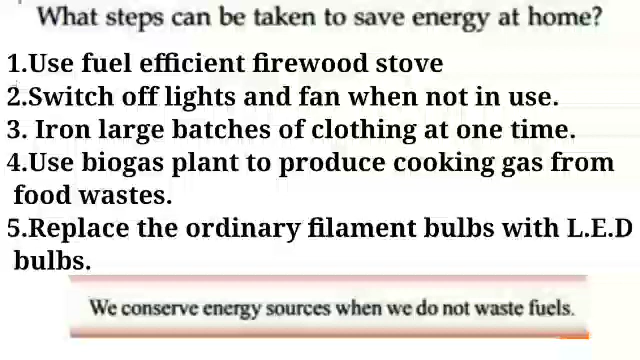 What steps can be taken to save energy at home?
1.Use fuel efficient firewood stove
2.Switch off lights and fan when not in use.
3. Iron large batches of clothing at one time.
4.Use biogas plant to produce cooking gas from
food wastes.
5.Replace the ordinary filament bulbs with L.E.D
bulbs.
We conserve energy sources when we do not waste fuels.